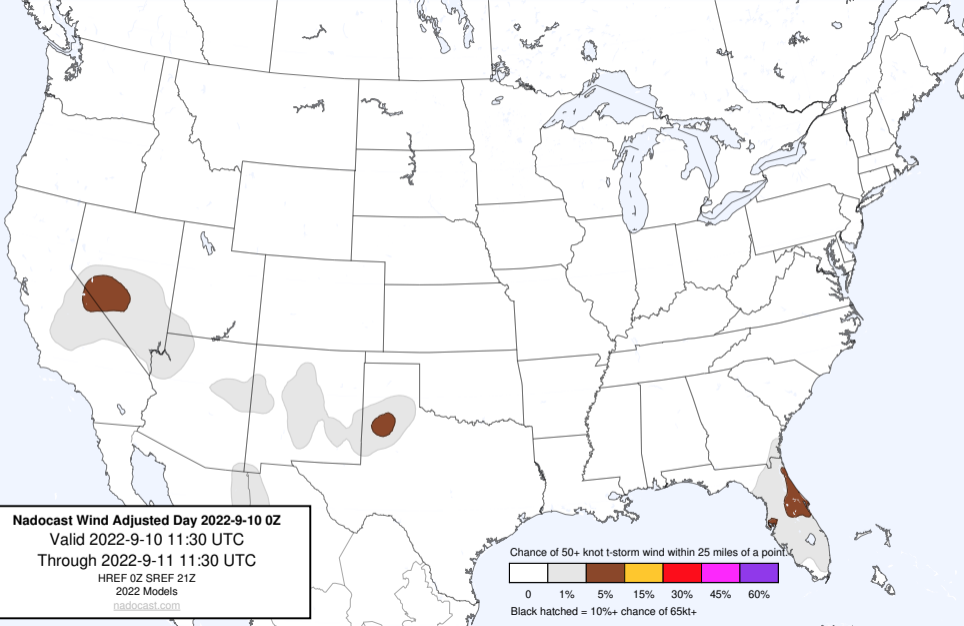 Nadocast Wind Adjusted Day 2022-9-10 0Z
Valid 2022-9-10 11:30 UTC
Through 2022-9-11 11:30 UTC
HREF 0Z SREF 21Z
2022 Models
nadocast.com
Chance of 50+ knot t-storm wind within 25 miles of a point.
0 1% 5% 15% 30% 45% 60%
Black hatched = 10%+ chance of 65kt+